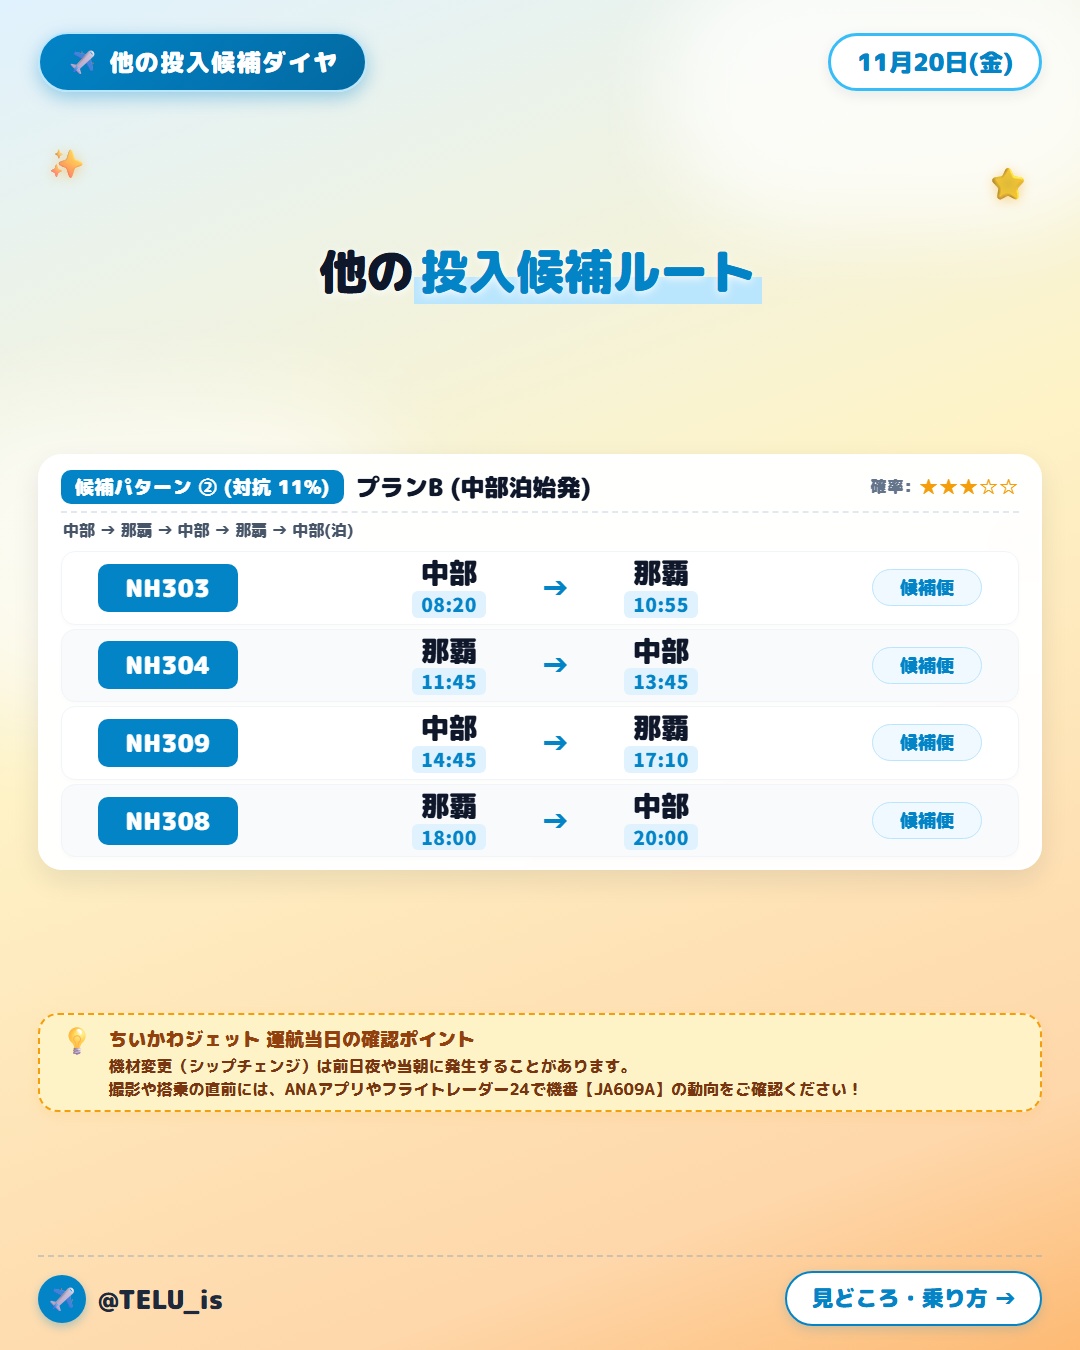 他の投入候補ダイヤ
11月20日(金)
他の投入候補ルート
候補パターン ② (対抗 11%) プランB (中部泊始発) 確率: ★★★☆☆
中部 → 那覇 → 中部 → 那覇 → 中部(泊)
NH303 中部 08:20 → 那覇 10:55 候補便
NH304 那覇 11:45 → 中部 13:45 候補便
NH309 中部 14:45 → 那覇 17:10 候補便
NH308 那覇 18:00 → 中部 20:00 候補便
ちいかわジェット 運航当日の確認ポイント
機材変更（シップチェンジ）は前日夜や当朝に発生することがあります。
撮影や搭乗の直前には、ANAアプリやフライトレーダー24で機番【JA609A】の動向をご確認ください！
@TELU_is
見どころ・乗り方 →